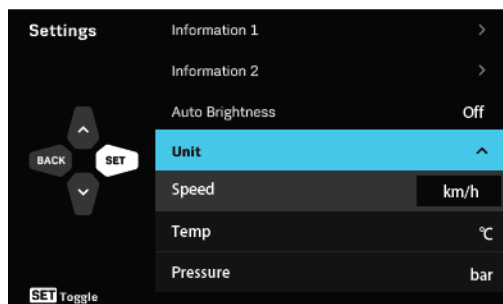 Settings
Information 1
Information 2
Auto Brightness Off
BACK SET
Unit
Speed km/h
Temp ℃
Pressure bar
SET Toggle